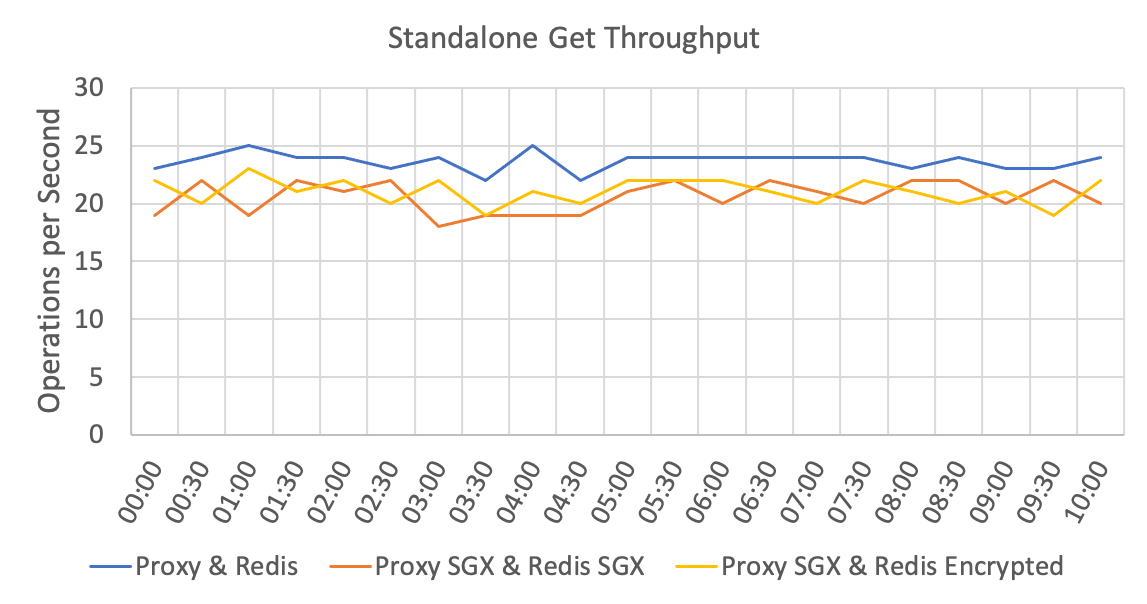 Standalone Get Throughput
Operations per Second
30
25
20
15
10
5
0
00:00 00:30 01:00 01:30 02:00 02:30 03:00 03:30 04:00 04:30 05:00 05:30 06:00 06:30 07:00 07:30 08:00 08:30 09:00 09:30 10:00
Proxy & Redis Proxy SGX & Redis SGX Proxy SGX & Redis Encrypted